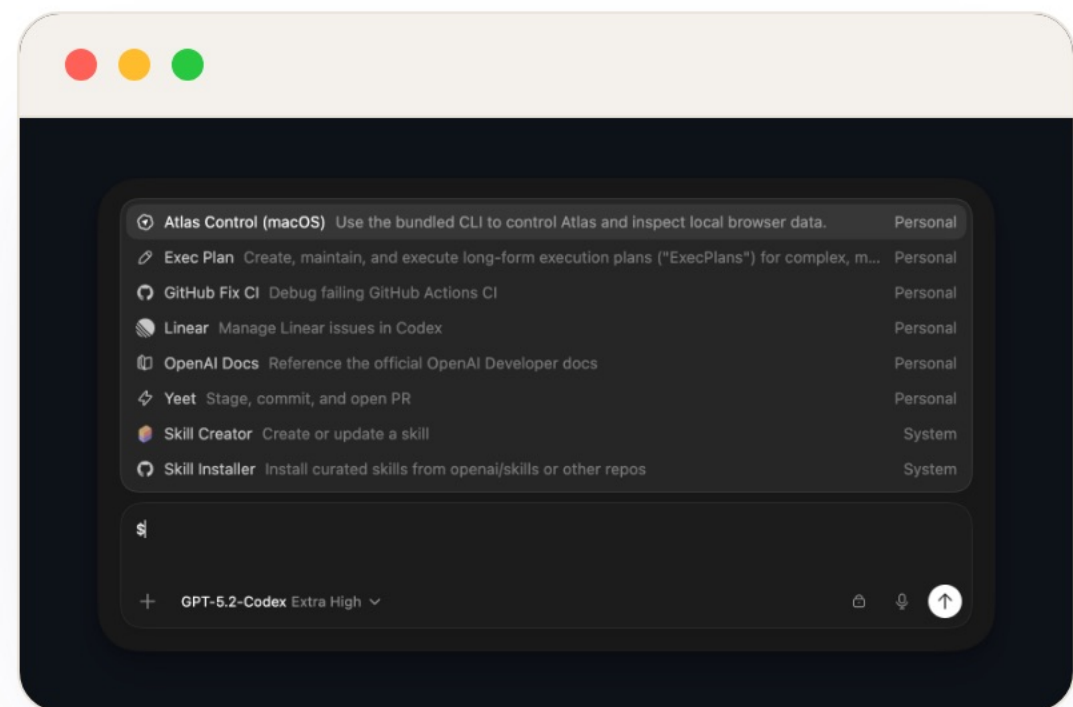 Atlas Control (macOS) Use the bundled CLI to control Atlas and inspect local browser data. Personal
Exec Plan Create, maintain, and execute long-form execution plans ("ExecPlans") for complex, m... Personal
GitHub Fix CI Debug failing GitHub Actions CI Personal
Linear Manage Linear issues in Codex Personal
OpenAI Docs Reference the official OpenAI Developer docs Personal
Yeet Stage, commit, and open PR Personal
Skill Creator Create or update a skill System
Skill Installer Install curated skills from openai/skills or other repos System
$
GPT-5.2-Codex Extra High